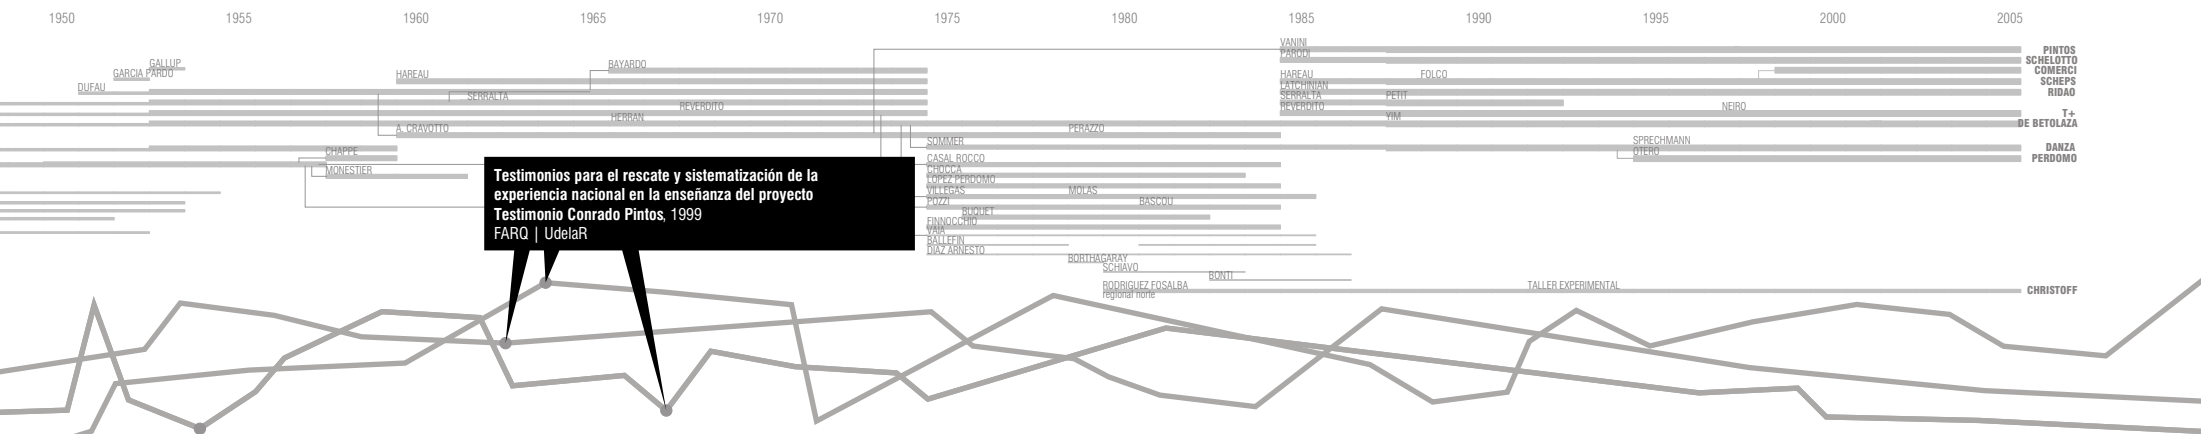 1950 1955 1960 1965 1970 1975 1980 1985 1990 1995 2000 2005
VANINI
PINTOS
PARODI
SCHELOTTO
GALLUP
BAYARDO
COMERCI
GARCIA PARDO
HAREAU
HAREAU
FOLCO
SCHEPS
DUFAU
LATCHINIAN
RIDAO
SERRALTA
SERRALTA
PETIT
REVERDITO
REVERDITO
NEIRO
T+
HERRAN
YIM
DE BETOLAZA
A. CRAVOTTO
PERAZZO
SOMMER
SPRECHMANN
DANZA
CHAPPE
OTERO
PERDOMO
CASAL ROCCO
MONESTIER
CHOCCA
LOPEZ PERDOMO
VILLEGAS
MOLAS
POZZI
BASCOU
BUQUET
FINNOCCHIO
VAIA
BALLEFIN
DIAZ ARNESTO
BORTHAGARAY
SCHIAVO
BONTI
RODRIGUEZ FOSALBA
regional norte
TALLER EXPERIMENTAL
CHRISTOFF
Testimonios para el rescate y sistematización de la
experiencia nacional en la enseñanza del proyecto
Testimonio Conrado Pintos, 1999
FARQ | UdelaR